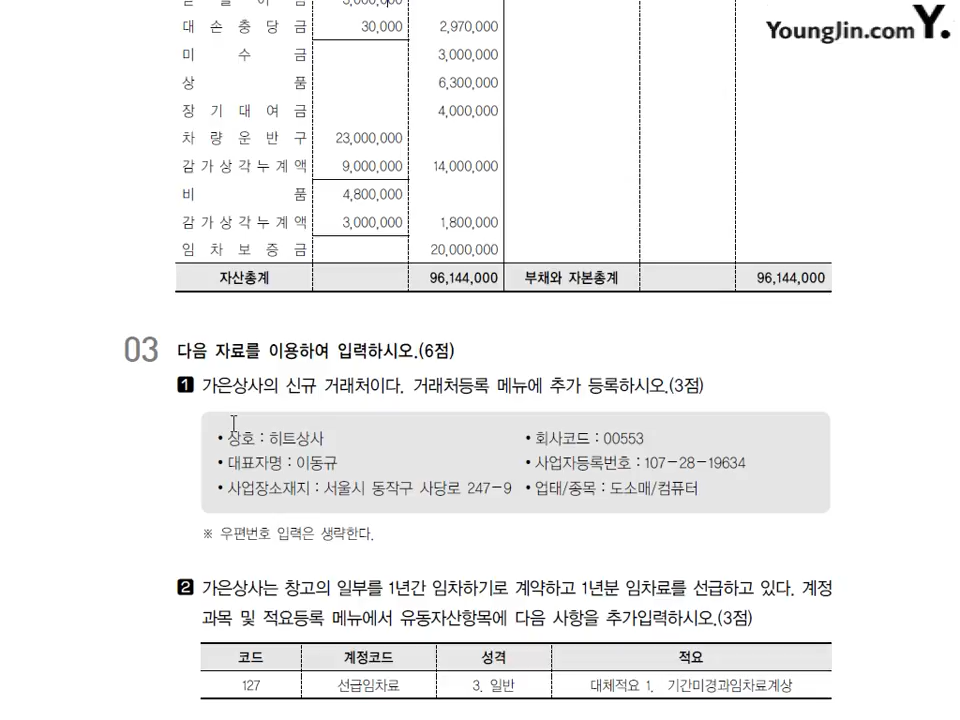 YoungJin.com Y.
대 손 충 당 금 30,000 2,970,000
미 수 금 3,000,000
상 품 6,300,000
장 기 대 여 금 4,000,000
차 량 운 반 구 23,000,000
감 가 상 각 누 계 액 9,000,000 14,000,000
비 품 4,800,000
감 가 상 각 누 계 액 3,000,000 1,800,000
임 차 보 증 금 20,000,000
자산총계 96,144,000 부채와 자본총계 96,144,000
03 다음 자료를 이용하여 입력하시오.(6점)
1 가은상사의 신규 거래처이다. 거래처등록 메뉴에 추가 등록하시오.(3점)
• 상호 : 히트상사 • 회사코드 : 00553
• 대표자명 : 이동규 • 사업자등록번호 : 107-28-19634
• 사업장소재지 : 서울시 동작구 사당로 247-9 • 업태/종목 : 도소매/컴퓨터
※ 우편번호 입력은 생략한다.
2 가은상사는 창고의 일부를 1년간 임차하기로 계약하고 1년분 임차료를 선급하고 있다. 계정
과목 및 적요등록 메뉴에서 유동자산항목에 다음 사항을 추가입력하시오.(3점)
코드 계정코드 성격 적요
127 선급임차료 3. 일반 대체적요 1. 기간미경과임차료계상